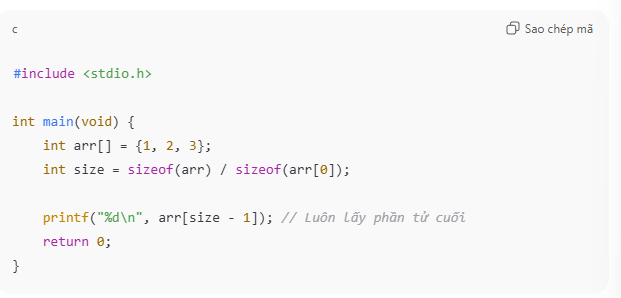 c
Sao chép mã
#include <stdio.h>
int main(void) {
    int arr[] = {1, 2, 3};
    int size = sizeof(arr) / sizeof(arr[0]);
    printf("%d\n", arr[size - 1]); // Luôn lấy phần tử cuối
    return 0;
}